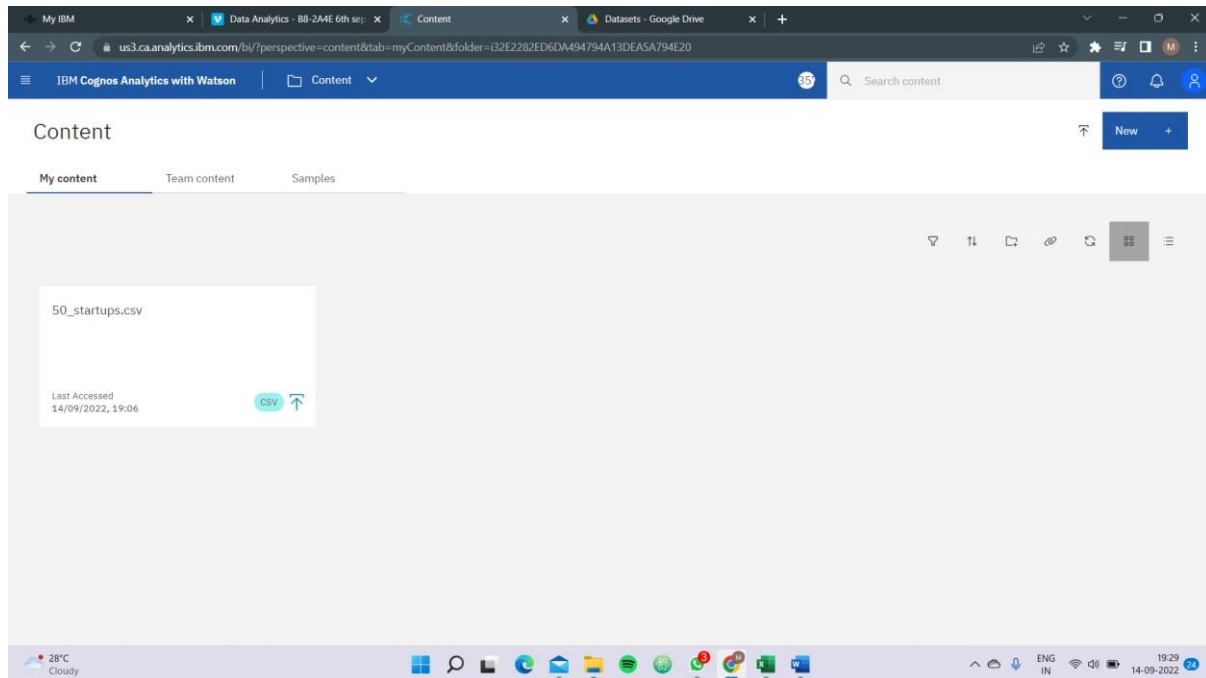 My IBM
Data Analytics - B8-2A4E 6th sep
Content
Datasets - Google Drive
us3.ca.analytics.ibm.com/bi/?perspective=content&tab=myContent&folder=i32E2282ED6DA494794A13DEA5A794E20
M
IBM Cognos Analytics with Watson
Content
35
Search content
Content
New +
My content
Team content
Samples
50_startups.csv
Last Accessed
14/09/2022, 19:06
CSV
28°C
Cloudy
3
M
ENG
IN
19:29
14-09-2022
24